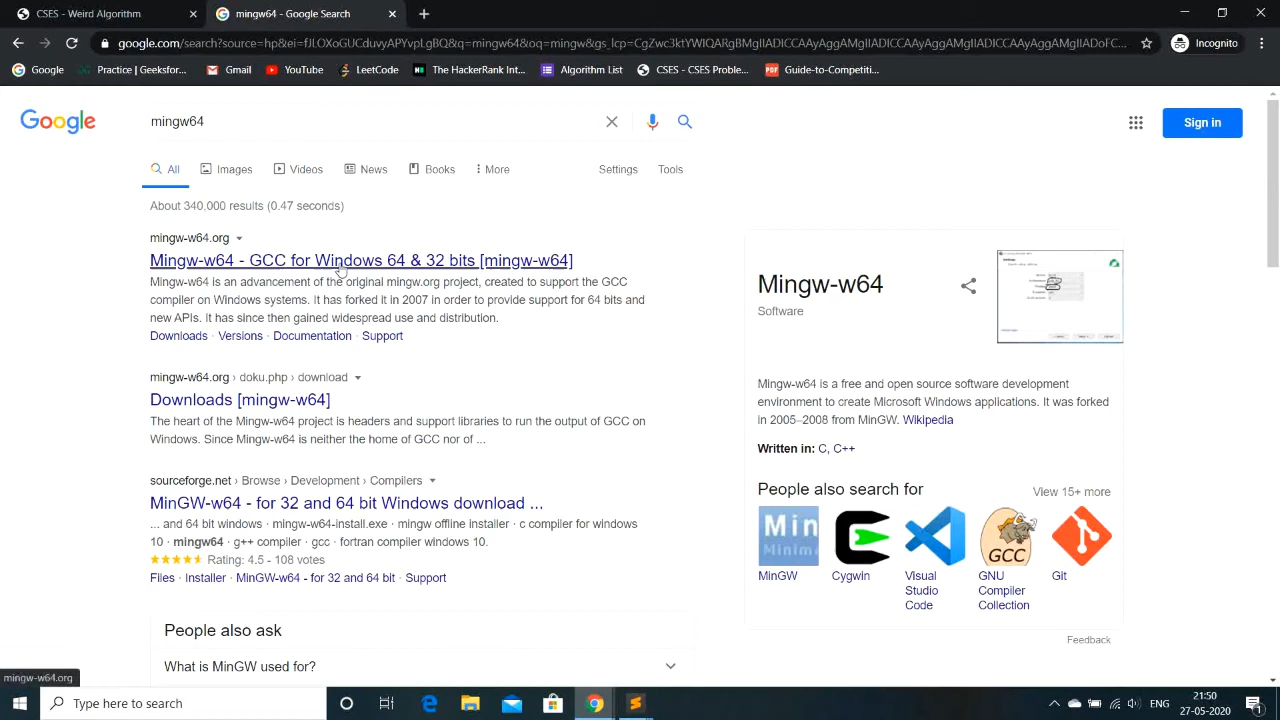 CSES - Weird Algorithm
mingw64 - Google Search
google.com/search?source=hp&ei=fJLOXoGUCduvyAPYvpLgBQ&q=mingw64&oq=mingw&gs_lcp=CgZwc3ktYWIQARgBMgIIADICCAAyAggAMgIIADICCAAyAggAMgIIADICCAAyAggAMgIIADoFC...
Incognito
Google
Practice | Geeksfor...
Gmail
YouTube
LeetCode
The Hackerrank Int...
Algorithm List
CSES - CSES Proble...
PDF
Guide-to-Competiti...
Google
mingw64
Sign in
All
Images
Videos
News
Books
More
Settings
Tools
About 340,000 results (0.47 seconds)
mingw-w64.org
Mingw-w64 - GCC for Windows 64 & 32 bits [mingw-w64]
Mingw-w64 is an advancement of the original mingw.org project, created to support the GCC
compiler on Windows systems. It has forked it in 2007 in order to provide support for 64 bits and
new APIs. It has since then gained widespread use and distribution.
Downloads · Versions · Documentation · Support
mingw-w64.org › doku.php › download
Downloads [mingw-w64]
The heart of the Mingw-w64 project is headers and support libraries to run the output of GCC on
Windows. Since Mingw-w64 is neither the home of GCC nor of ...
sourceforge.net › Browse › Development › Compilers
MinGW-w64 - for 32 and 64 bit Windows download ...
... and 64 bit windows · mingw-w64-install.exe · mingw offline installer · c compiler for windows
10 · mingw64 · g++ compiler · gcc · fortran compiler windows 10.
Rating: 4.5 - 108 votes
Files · Installer · MinGW-w64 - for 32 and 64 bit · Support
People also ask
What is MinGW used for?
Mingw-w64
Software
Mingw-w64 is a free and open source software development
environment to create Microsoft Windows applications. It was forked
in 2005–2008 from MinGW. Wikipedia
Written in: C, C++
People also search for
View 15+ more
Min
Minima
GCC
MinGW
Cygwin
Visual
Studio
Code
GNU
Compiler
Collection
Git
Feedback
mingw-w64.org
Type here to search
ENG
21:50
27-05-2020
1